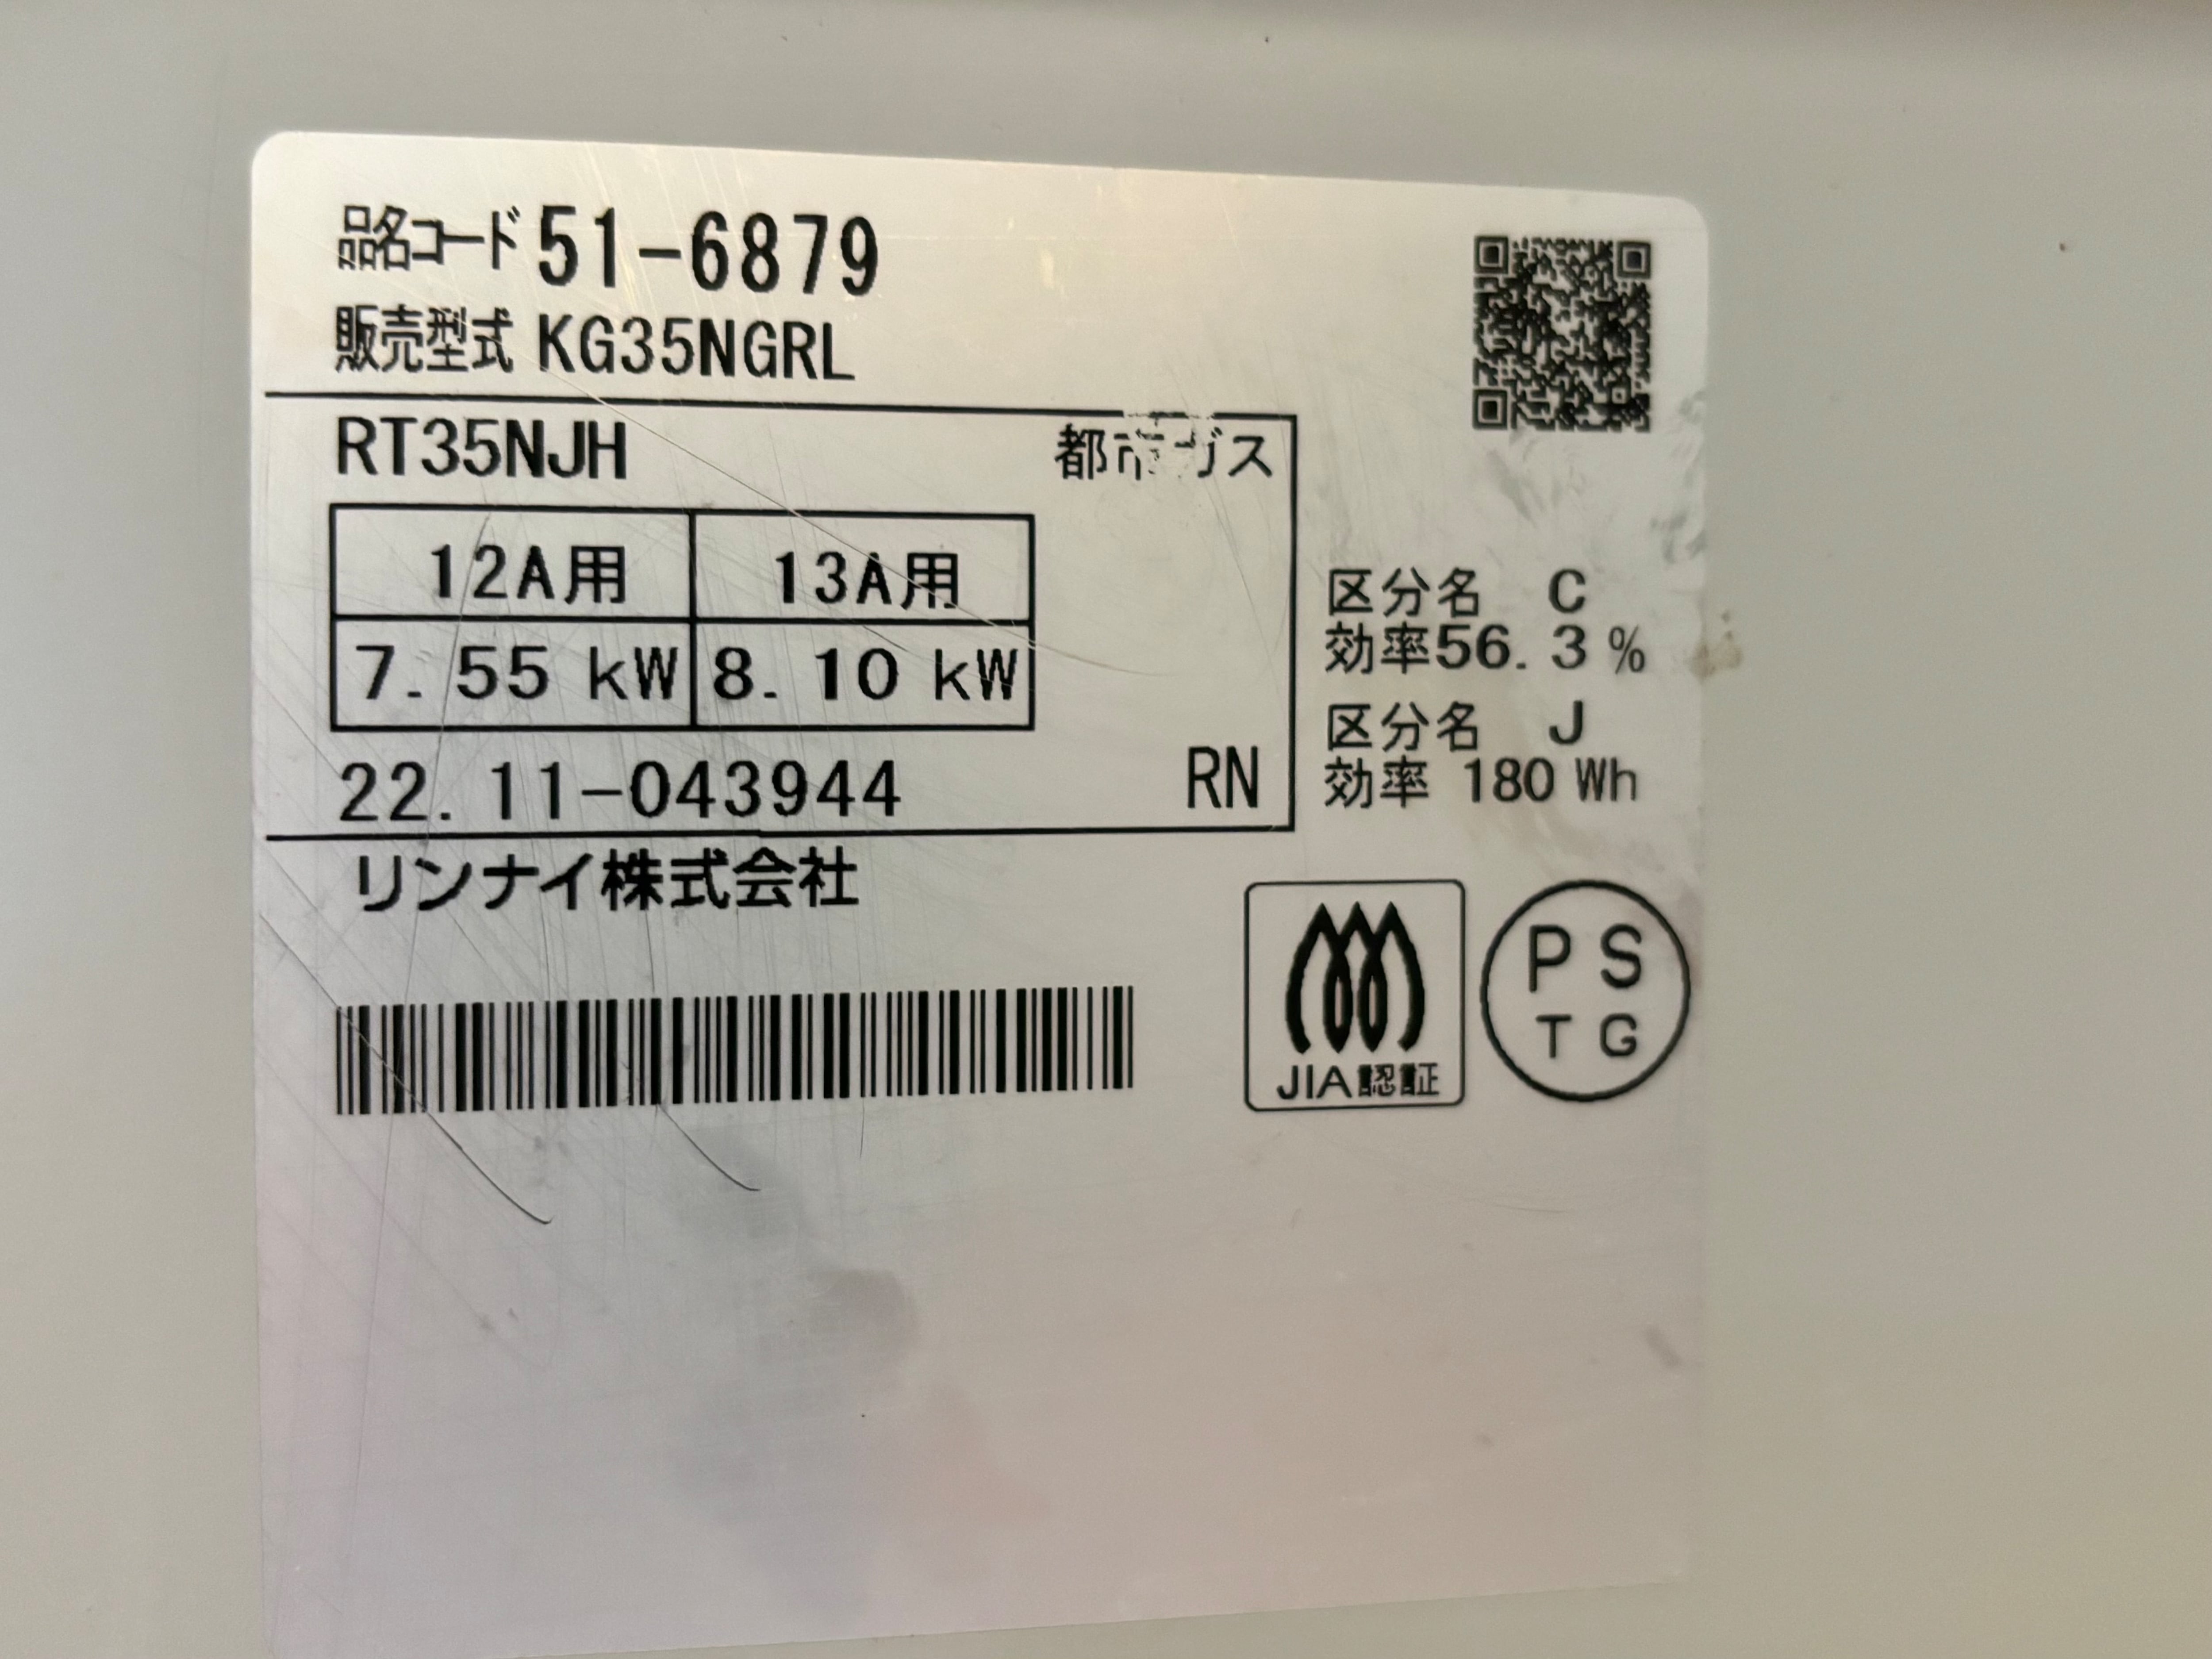 品名コード 51-6879
販売型式 KG35NGRL
RT35NJH 都市ガス
12A用 13A用
7.55 kW 8.10 kW
22.11-043944 RN
区分名 C
効率56.3%
区分名 J
効率 180 Wh
リンナイ株式会社
JIA認証
PS
TG